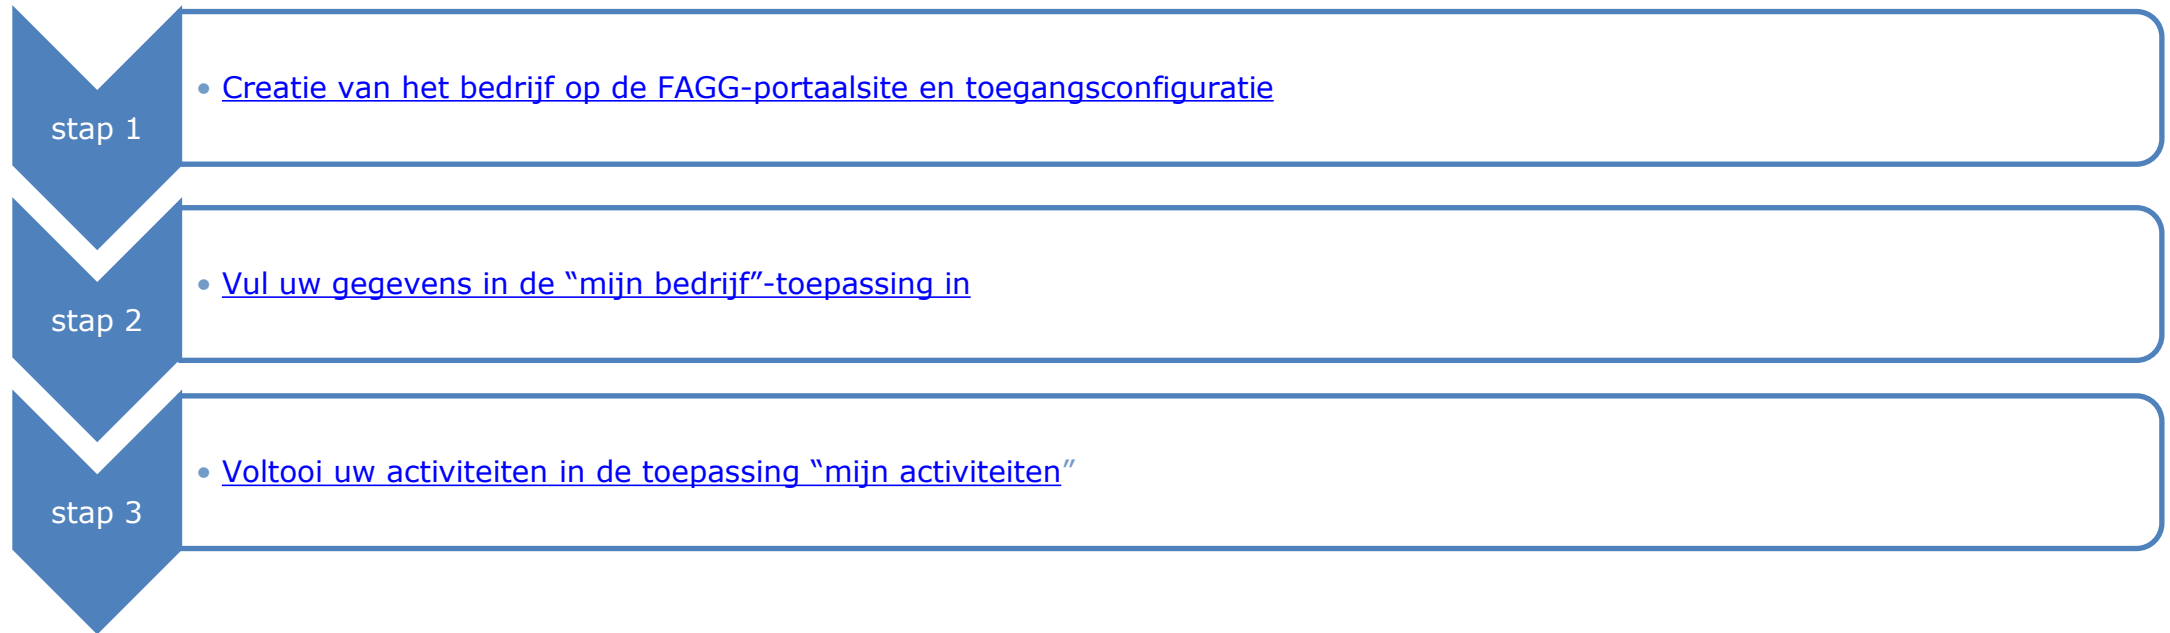 stap 1
• Creatie van het bedrijf op de FAGG-portaalsite en toegangsconfiguratie
stap 2
• Vul uw gegevens in de “mijn bedrijf”-toepassing in
stap 3
• Voltooi uw activiteiten in de toepassing “mijn activiteiten”